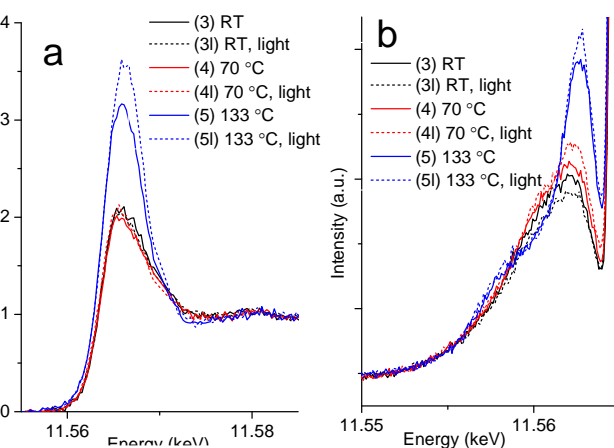 a
(3) RT
(3l) RT, light
(4) 70 °C
(4l) 70 °C, light
(5) 133 °C
(5l) 133 °C, light
4
3
2
1
0
11.56
11.58
Energy (keV)
b
(3) RT
(3l) RT, light
(4) 70 °C
(4l) 70 °C, light
(5) 133 °C
(5l) 133 °C, light
Intensity (a.u.)
11.55
11.56
Energy (keV)